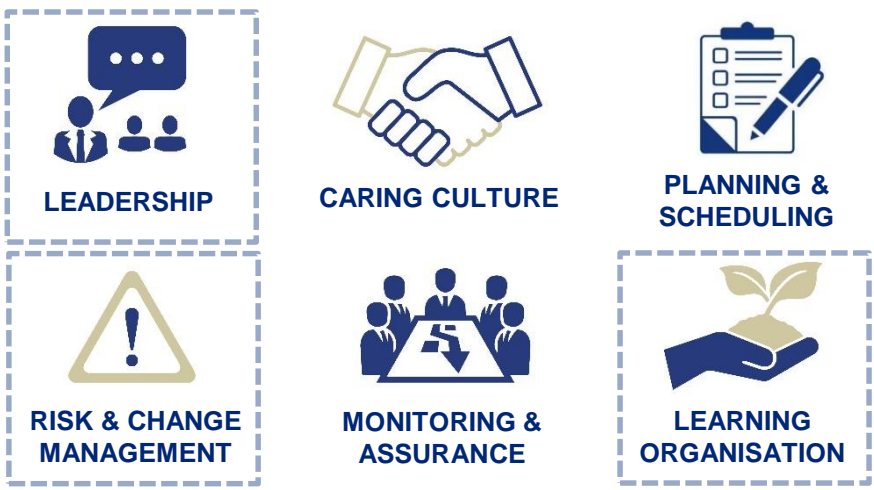 LEADERSHIP
CARING CULTURE
PLANNING &
SCHEDULING
RISK & CHANGE
MANAGEMENT
MONITORING &
ASSURANCE
LEARNING
ORGANISATION